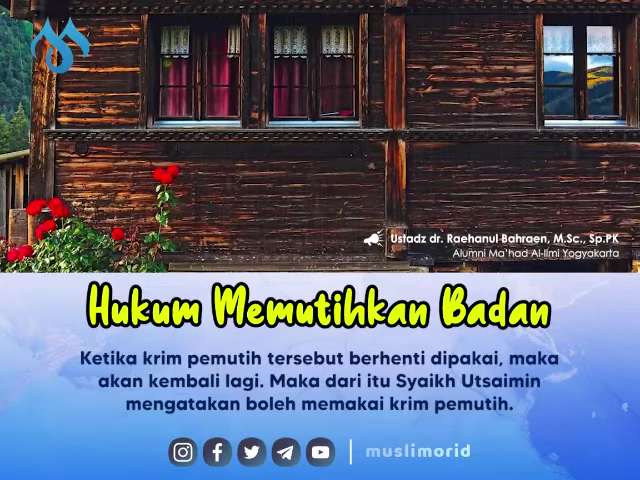 Ustadz dr. Raehanul Bahraen, M.Sc., Sp.PK
Alumni Ma'had Al-Ilmi Yogyakarta
Hukum Memutihkan Badan
Ketika krim pemutih tersebut berhenti dipakai, maka
akan kembali lagi. Maka dari itu Syaikh Utsaimin
mengatakan boleh memakai krim pemutih.
muslimorid